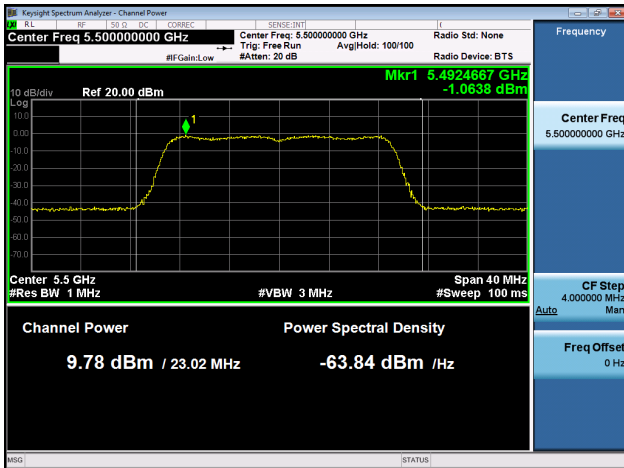 Keysight Spectrum Analyzer - Channel Power
RL RF 50 Ω DC CORREC SENSE:INT
Center Freq 5.500000000 GHz
Center Freq: 5.500000000 GHz
Radio Std: None
Trig: Free Run Avg|Hold: 100/100
#IFGain:Low
#Atten: 20 dB
Radio Device: BTS
Mkr1 5.4924667 GHz
-1.0638 dBm
10 dB/div Ref 20.00 dBm
Log
10.0
0.00
-10.0
-20.0
-30.0
-40.0
-50.0
-60.0
-70.0
1
Center 5.5 GHz
Span 40 MHz
#Res BW 1 MHz
#VBW 3 MHz
#Sweep 100 ms
Channel Power
Power Spectral Density
9.78 dBm / 23.02 MHz
-63.84 dBm /Hz
Frequency
Center Freq
5.500000000 GHz
CF Step
4.000000 MHz
Auto Man
Freq Offset
0 Hz
MSG
STATUS